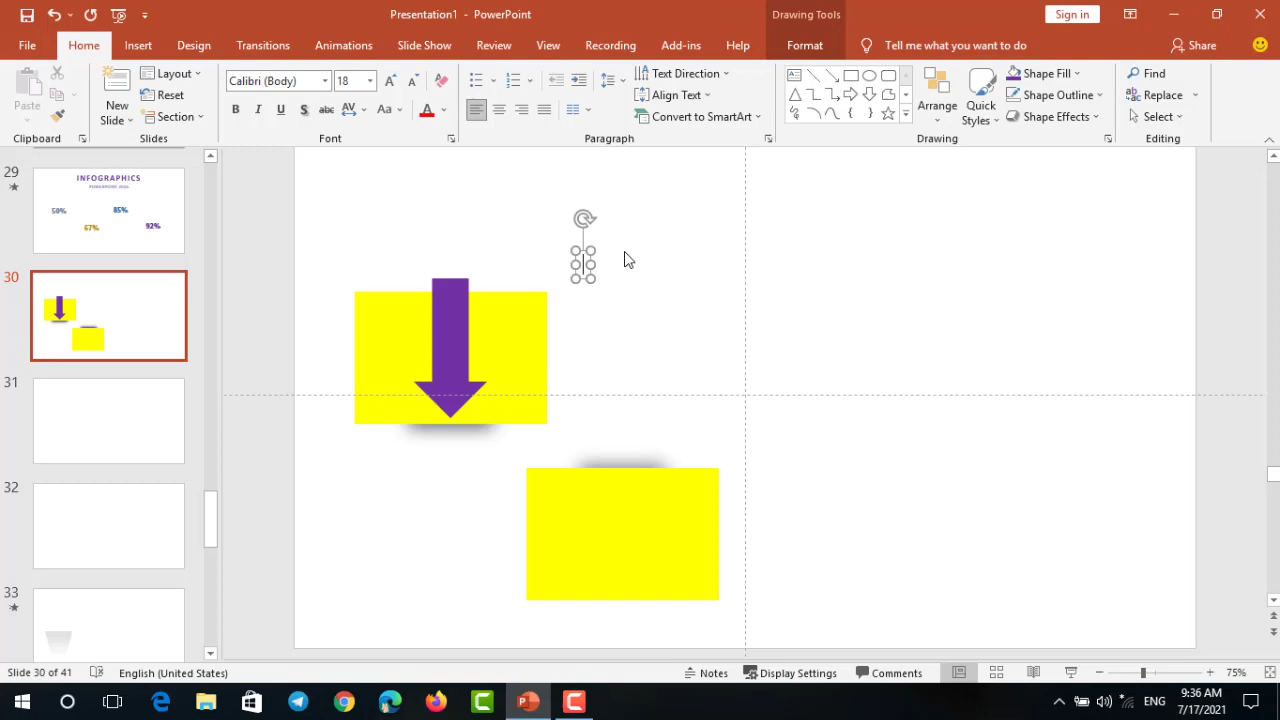 Presentation1 - PowerPoint
Drawing Tools
Sign in
File Home Insert Design Transitions Animations Slide Show Review View Recording Add-ins Help Format Tell me what you want to do Share
Paste
Clipboard
New
Slide
Layout
Reset
Section
Slides
Calibri (Body) 18
B I U S abc AV Aa A
Font
Text Direction
Align Text
Convert to SmartArt
Paragraph
Arrange
Quick
Styles
Shape Fill
Shape Outline
Shape Effects
Drawing
Find
Replace
Select
Editing
29
INFOGRAPHICS
50% 85%
67% 92%
30
31
32
33
Slide 30 of 41 English (United States) Notes Display Settings Comments 75%
ENG
9:36 AM
7/17/2021